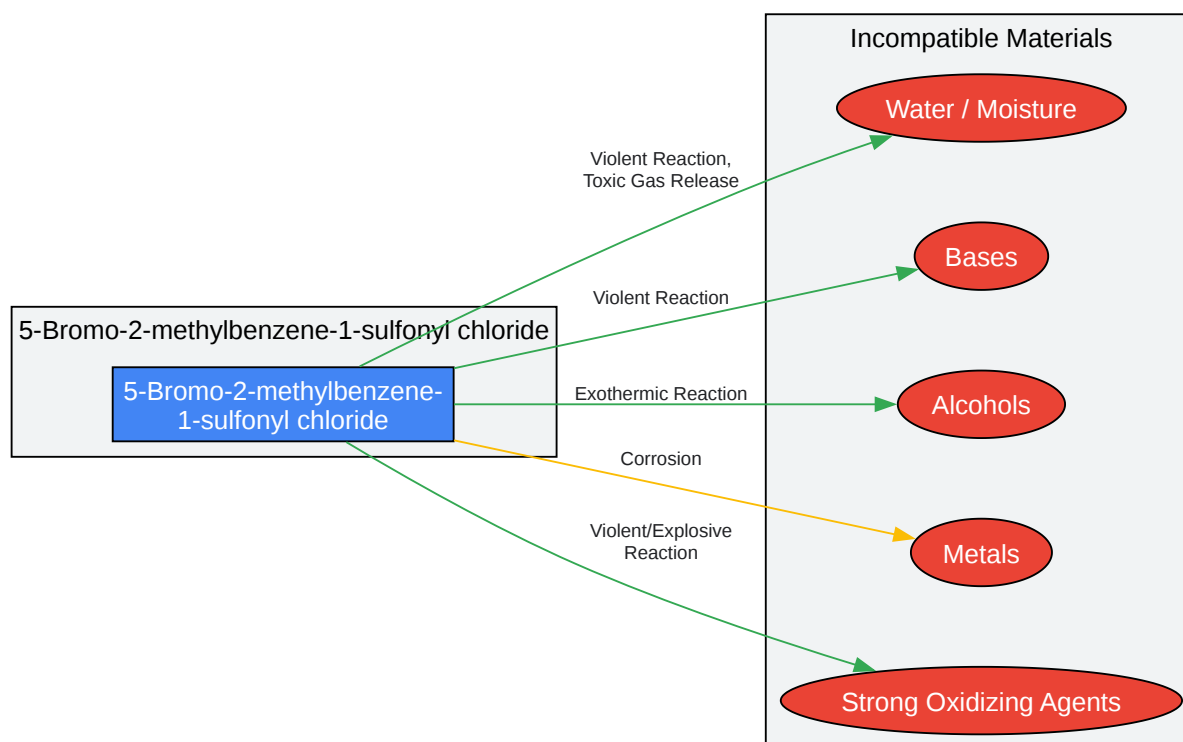 Incompatible Materials
Water / Moisture
Violent Reaction,
Toxic Gas Release
Bases
Violent Reaction
5-Bromo-2-methylbenzene-1-sulfonyl chloride
5-Bromo-2-methylbenzene-
1-sulfonyl chloride
Exothermic Reaction
Alcohols
Corrosion
Metals
Violent/Explosive
Reaction
Strong Oxidizing Agents